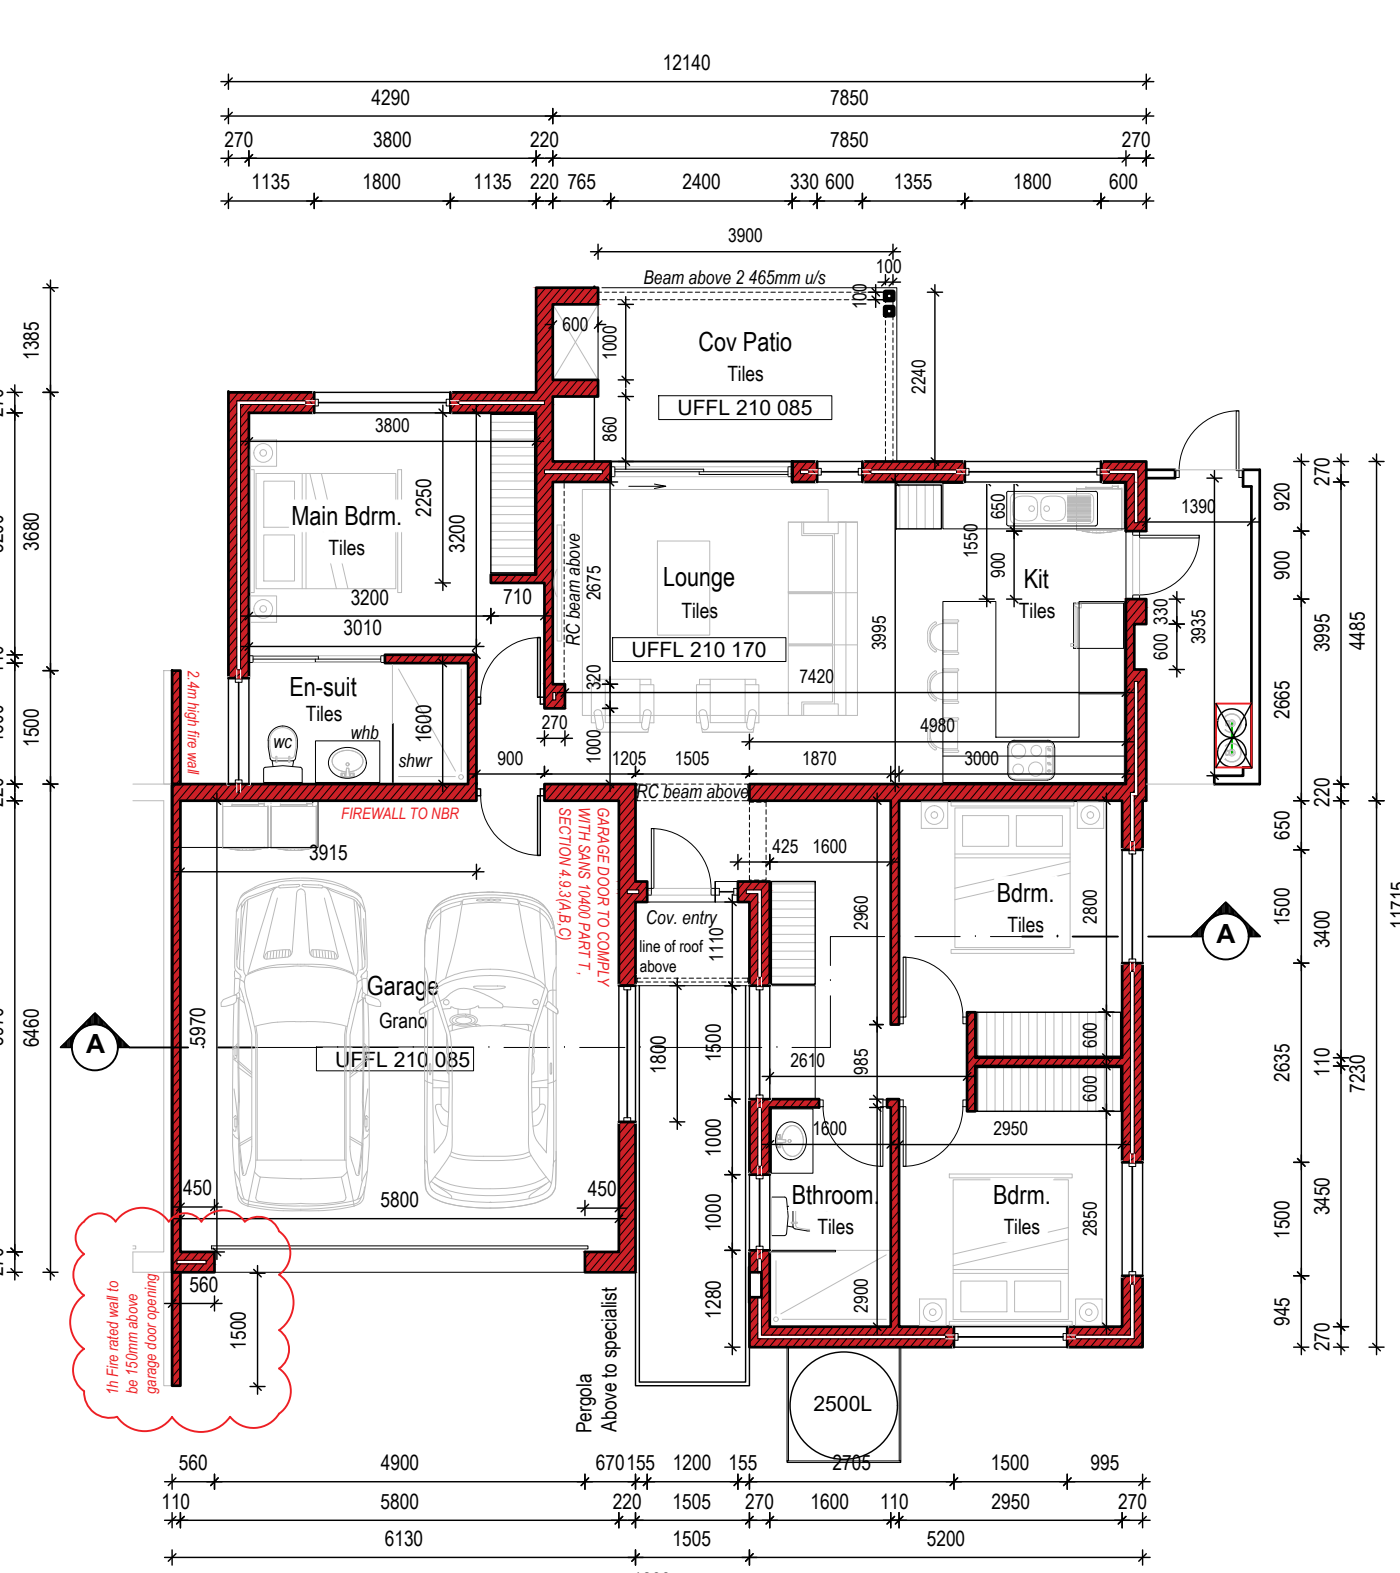 12140
4290 7850
270 3800 220 7850 270
1135 1800 1135 220 765 2400 330 600 1355 1800 600
3900
100
Beam above 2 465mm u/s
100
600
1000
Cov Patio
Tiles
UFFL 210 085
860
2240
1385
3680
1500
6460
3800
2250
3200
Main Bdrm.
Tiles
3200
710
3010
En-suit
Tiles
WC
whb
shwr
1600
900
2.4m high fire wall
FIREWALL TO NBR
RC beam above
2675
Lounge
Tiles
UFFL 210 170
320
7420
270
1000
1205 1505 1870 3000
4980
3995
1550
650
900
Kit
Tiles
1390
330
600
3935
RC beam above
3915
GARAGE DOOR TO COMPLY
WITH SANS 10400 PART T,
SECTION 4.9.3(A,B,C)
425 1600
2960
Cov. entry
line of roof
above
1110
Garage
Grano
UFFL 210 085
5970
1800
1500
2610
985
1000
1000
1280
Bdrm.
Tiles
2800
600
600
1600
2950
Bthroom.
Tiles
2900
Bdrm.
Tiles
2850
A
A
450
5800
450
560
1500
1h Fire rated wall to
be 150mm above
garage door opening
Pergola
Above to specialist
2500L
920
900
2665
650
1500
2635
1500
945
270
3995
220
3400
110
3450
270
4485
7230
11715
560 4900 670 155 1200 155 2705 1500 995
110 5800 220 1505 270 1600 110 2950 270
6130 1505 5200